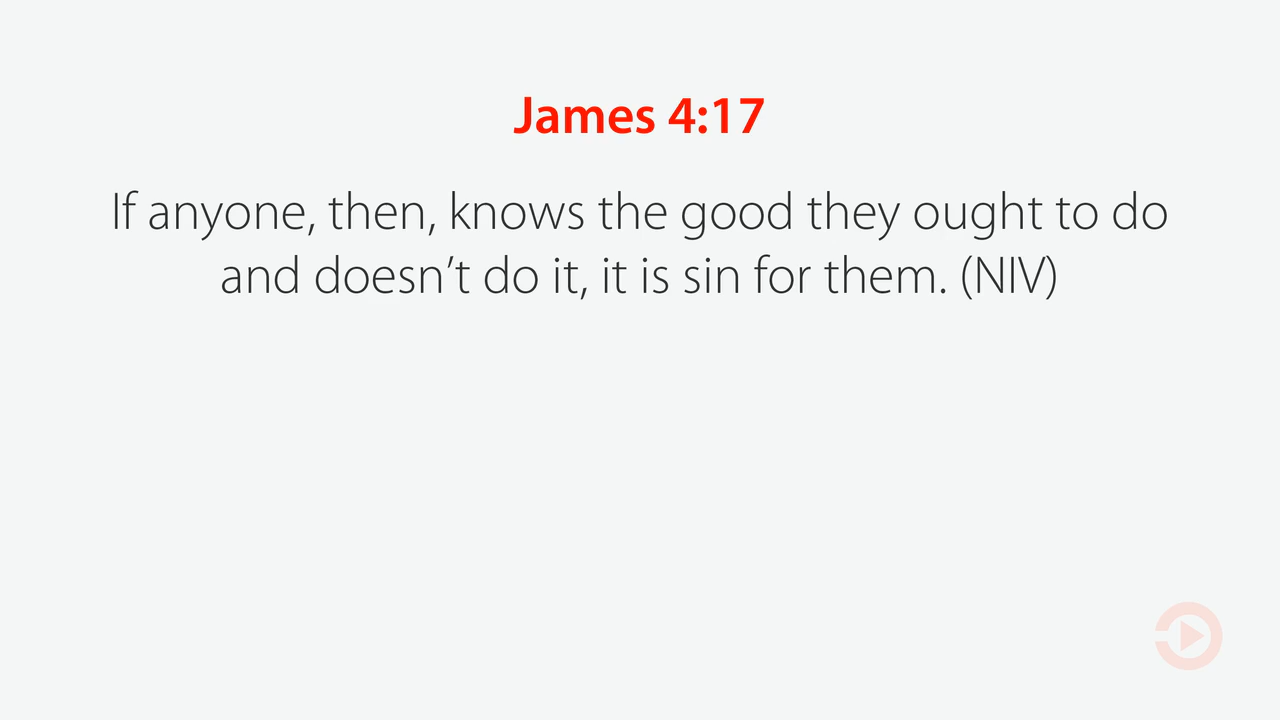 James 4:17
If anyone, then, knows the good they ought to do
and doesn’t do it, it is sin for them. (NIV)